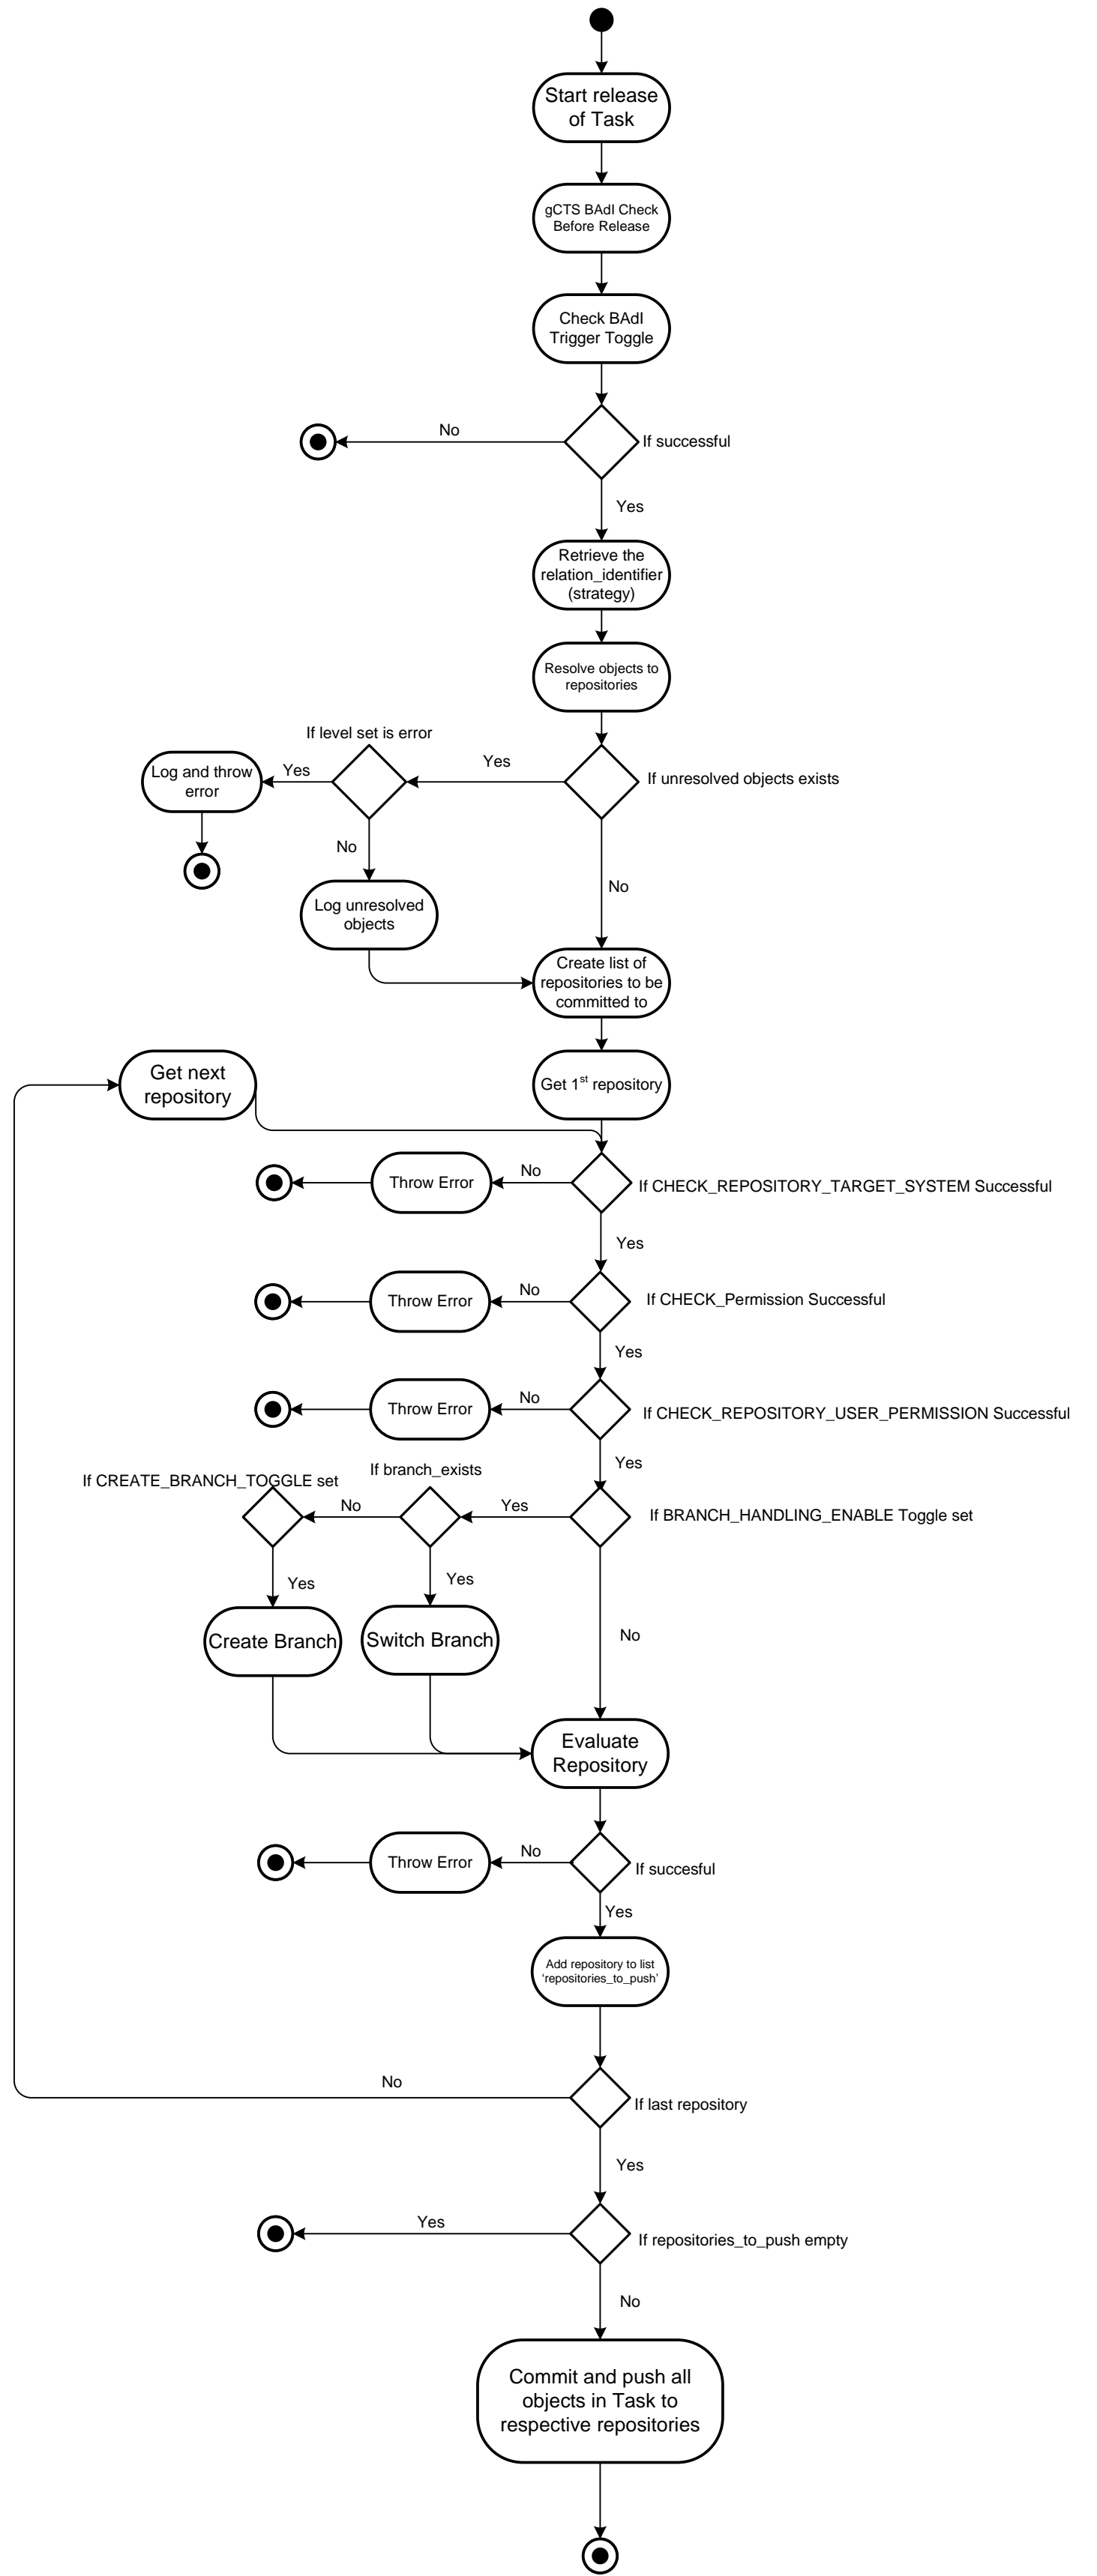 Start release
of Task
gCTS BAdI Check
Before Release
Check BAdI
Trigger Toggle
No
If successful
Yes
Retrieve the
relation_identifier
(strategy)
Resolve objects to
repositories
If level set is error
Log and throw
error
Yes
Yes
If unresolved objects exists
No
Log unresolved
objects
No
Create list of
repositories to be
committed to
Get next
repository
Get 1st repository
Throw Error
No
If CHECK_REPOSITORY_TARGET_SYSTEM Successful
Yes
Throw Error
No
If CHECK_Permission Successful
Yes
Throw Error
No
If CHECK_REPOSITORY_USER_PERMISSION Successful
Yes
If branch_exists
If CREATE_BRANCH_TOGGLE set
No
Yes
If BRANCH_HANDLING_ENABLE Toggle set
Yes
Yes
Create Branch
Switch Branch
No
Evaluate
Repository
Throw Error
No
If succesful
Yes
Add repository to list
‘repositories_to_push’
No
If last repository
Yes
Yes
If repositories_to_push empty
No
Commit and push all
objects in Task to
respective repositories